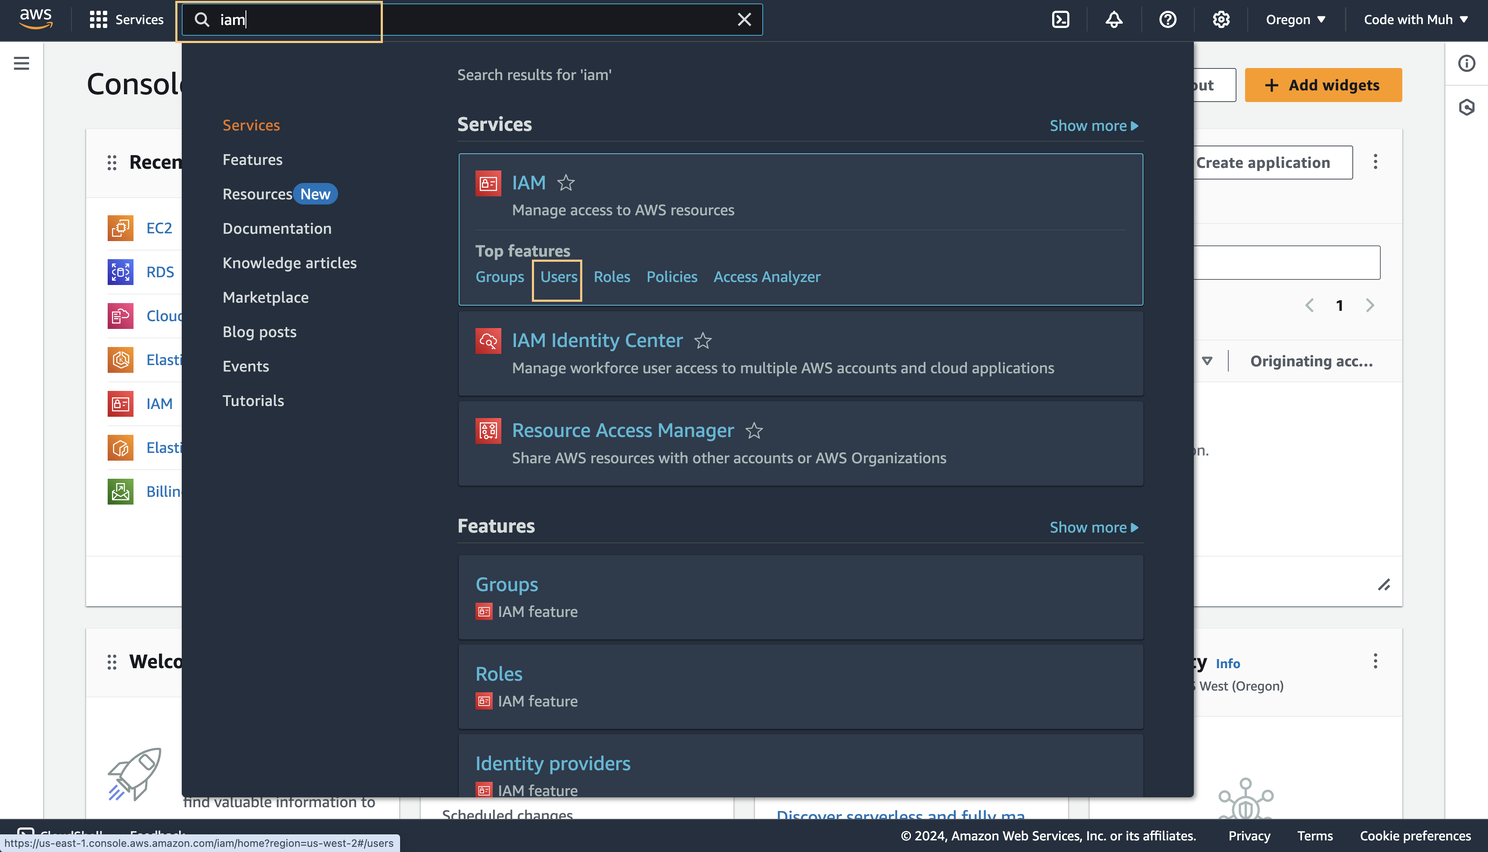 aws
Services
iam
Oregon
Code with Muh
Search results for 'iam'
Services
Features
Resources New
Documentation
Knowledge articles
Marketplace
Blog posts
Events
Tutorials
Services
Show more
IAM
Manage access to AWS resources
Top features
Groups Users Roles Policies Access Analyzer
IAM Identity Center
Manage workforce user access to multiple AWS accounts and cloud applications
Resource Access Manager
Share AWS resources with other accounts or AWS Organizations
Features
Show more
Groups
IAM feature
Roles
IAM feature
Identity providers
IAM feature
Consol
out
+ Add widgets
Recen
EC2
RDS
Cloud
Elasti
IAM
Elasti
Billin
Create application
1
Originating acc...
on.
Welco
find valuable information to
Scheduled changes
Discover serverless and fully ma
ty Info
West (Oregon)
CloudShell Feedback
© 2024, Amazon Web Services, Inc. or its affiliates.
Privacy Terms Cookie preferences
https://us-east-1.console.aws.amazon.com/iam/home?region=us-west-2#/users